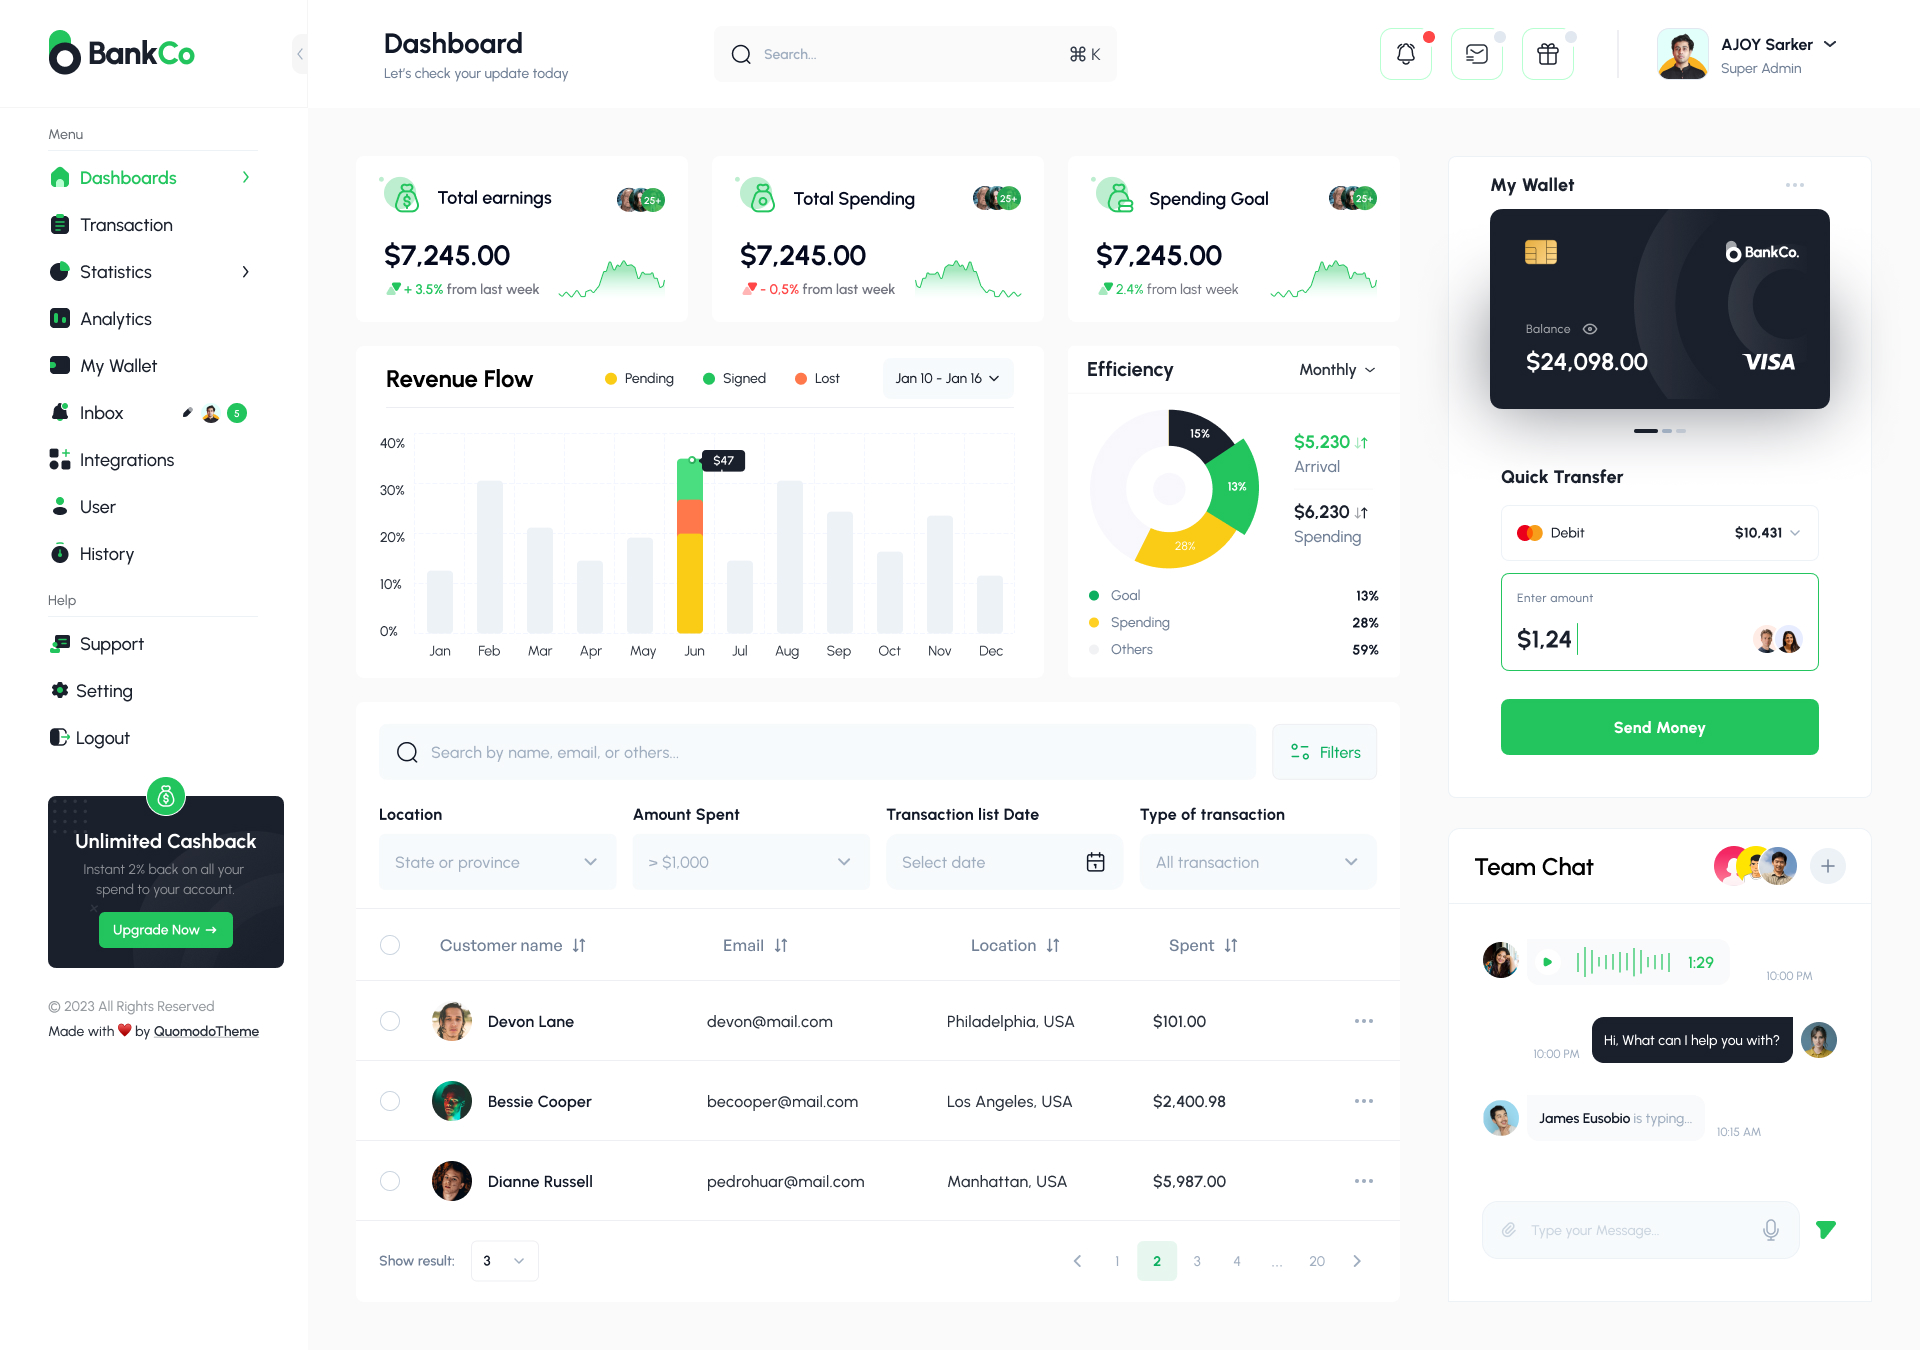 BankCo
Menu
Dashboards
Transaction
Statistics
Analytics
My Wallet
Inbox
5
Integrations
User
History
Help
Support
Setting
Logout
Unlimited Cashback
Instant 2% back on all your
spend to your account.
Upgrade Now →
© 2023 All Rights Reserved
Made with ❤ by QuomodoTheme
Dashboard
Let's check your update today
Search...
⌘ K
AJOY Sarker
Super Admin
Total earnings
25+
$7,245.00
+ 3.5% from last week
Total Spending
25+
$7,245.00
- 0,5% from last week
Spending Goal
25+
$7,245.00
2.4% from last week
Revenue Flow
Pending
Signed
Lost
Jan 10 - Jan 16
40%
30%
20%
10%
0%
$47
Jan Feb Mar Apr May Jun Jul Aug Sep Oct Nov Dec
Efficiency
Monthly
15%
13%
28%
$5,230
Arrival
$6,230
Spending
Goal 13%
Spending 28%
Others 59%
Search by name, email, or others...
Filters
Location
State or province
Amount Spent
> $1,000
Transaction list Date
Select date
Type of transaction
All transaction
Customer name Email Location Spent
Devon Lane devon@mail.com Philadelphia, USA $101.00
Bessie Cooper becooper@mail.com Los Angeles, USA $2,400.98
Dianne Russell pedrohuar@mail.com Manhattan, USA $5,987.00
Show result: 3
1 2 3 4 ... 20
My Wallet
BankCo.
Balance
$24,098.00
VISA
Quick Transfer
Debit
$10,431
Enter amount
$1,24
Send Money
Team Chat
1:29
10:00 PM
Hi, What can I help you with?
10:00 PM
James Eusobio is typing...
10:15 AM
Type your Message...